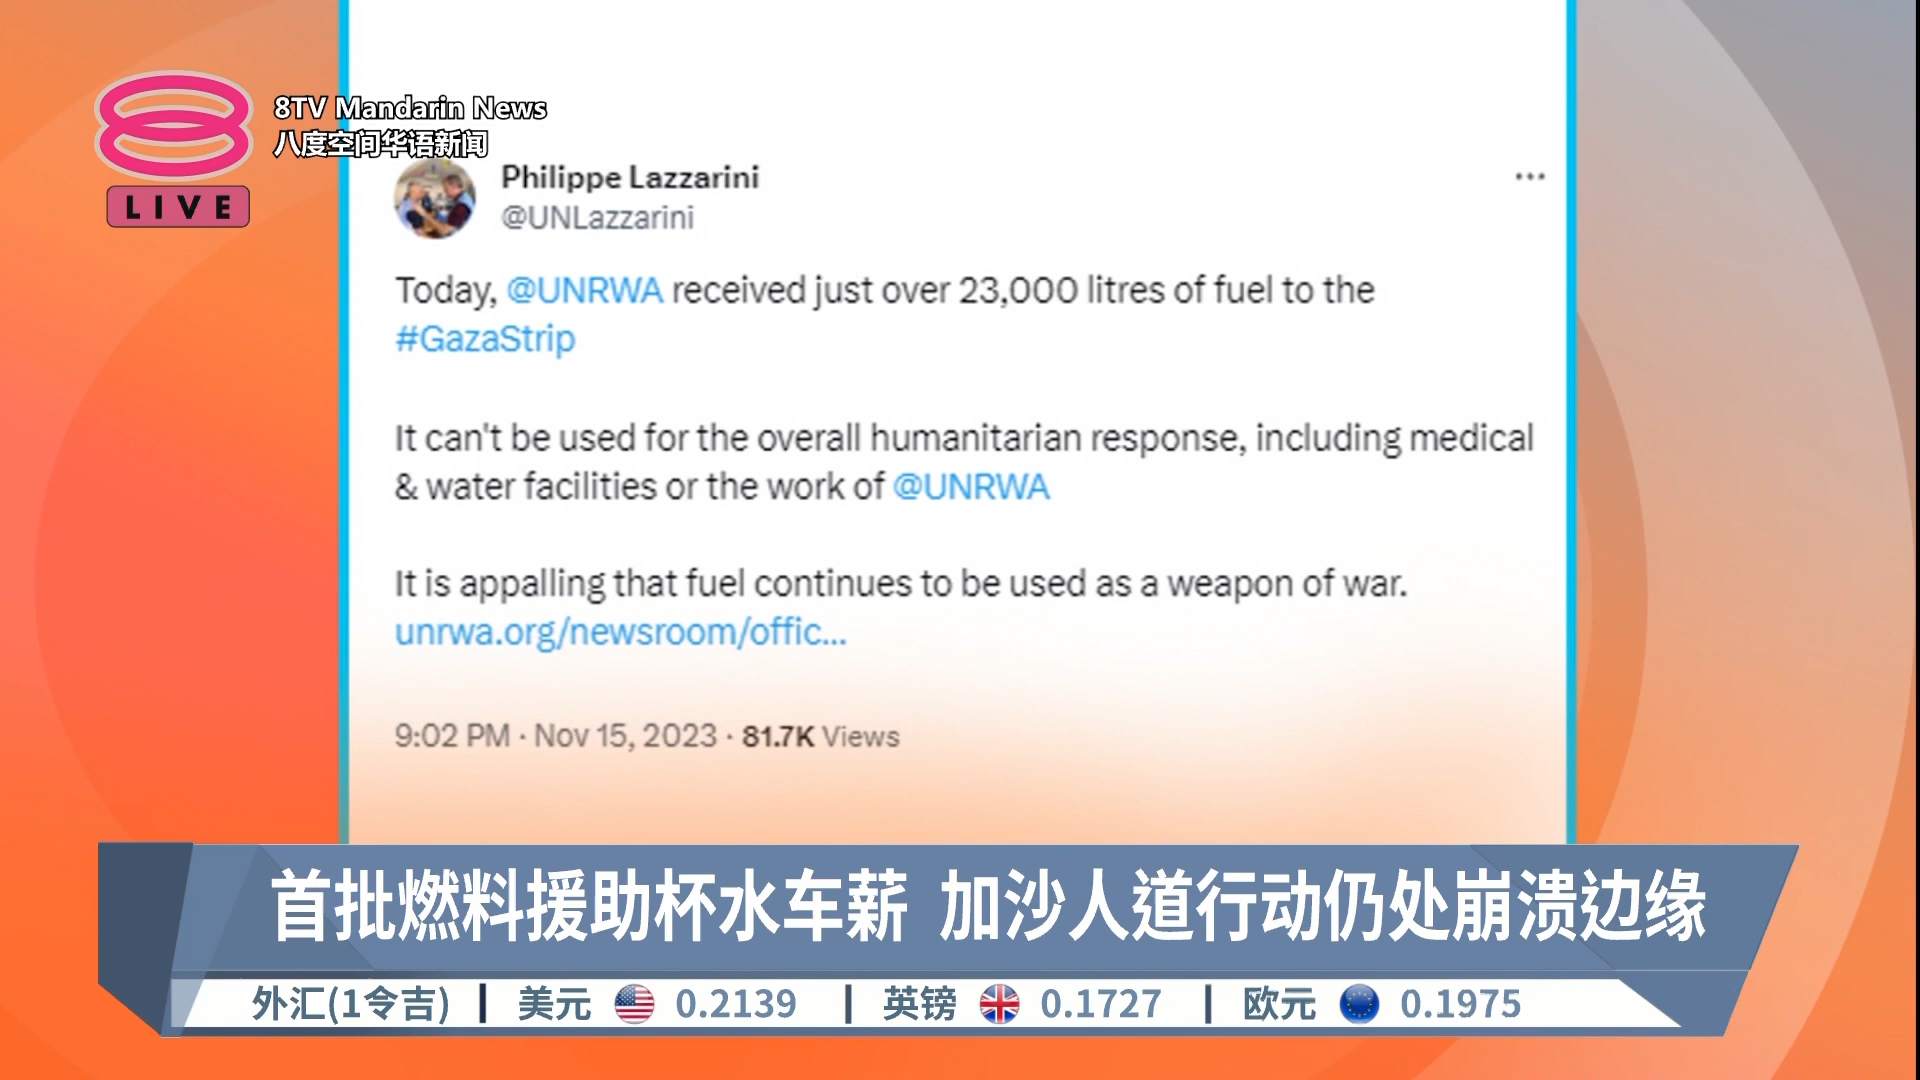 8TV Mandarin News
八度空间华语新闻
LIVE
Philippe Lazzarini
@UNLazzarini
Today, @UNRWA received just over 23,000 litres of fuel to the
#GazaStrip
It can't be used for the overall humanitarian response, including medical
& water facilities or the work of @UNRWA
It is appalling that fuel continues to be used as a weapon of war.
unrwa.org/newsroom/offic...
9:02 PM · Nov 15, 2023 · 81.7K Views
首批燃料援助杯水车薪 加沙人道行动仍处崩溃边缘
外汇(1令吉) | 美元 0.2139 | 英镑 0.1727 | 欧元 0.1975